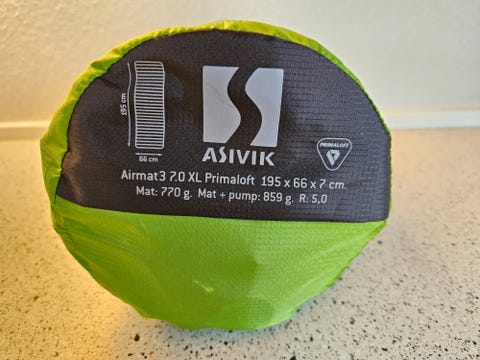 195 cm
66 cm
ASIVIK
PRIMALOFT
Airmat3 7.0 XL Primaloft 195 x 66 x 7 cm.
Mat: 770 g. Mat + pump: 859 g. R: 5,0